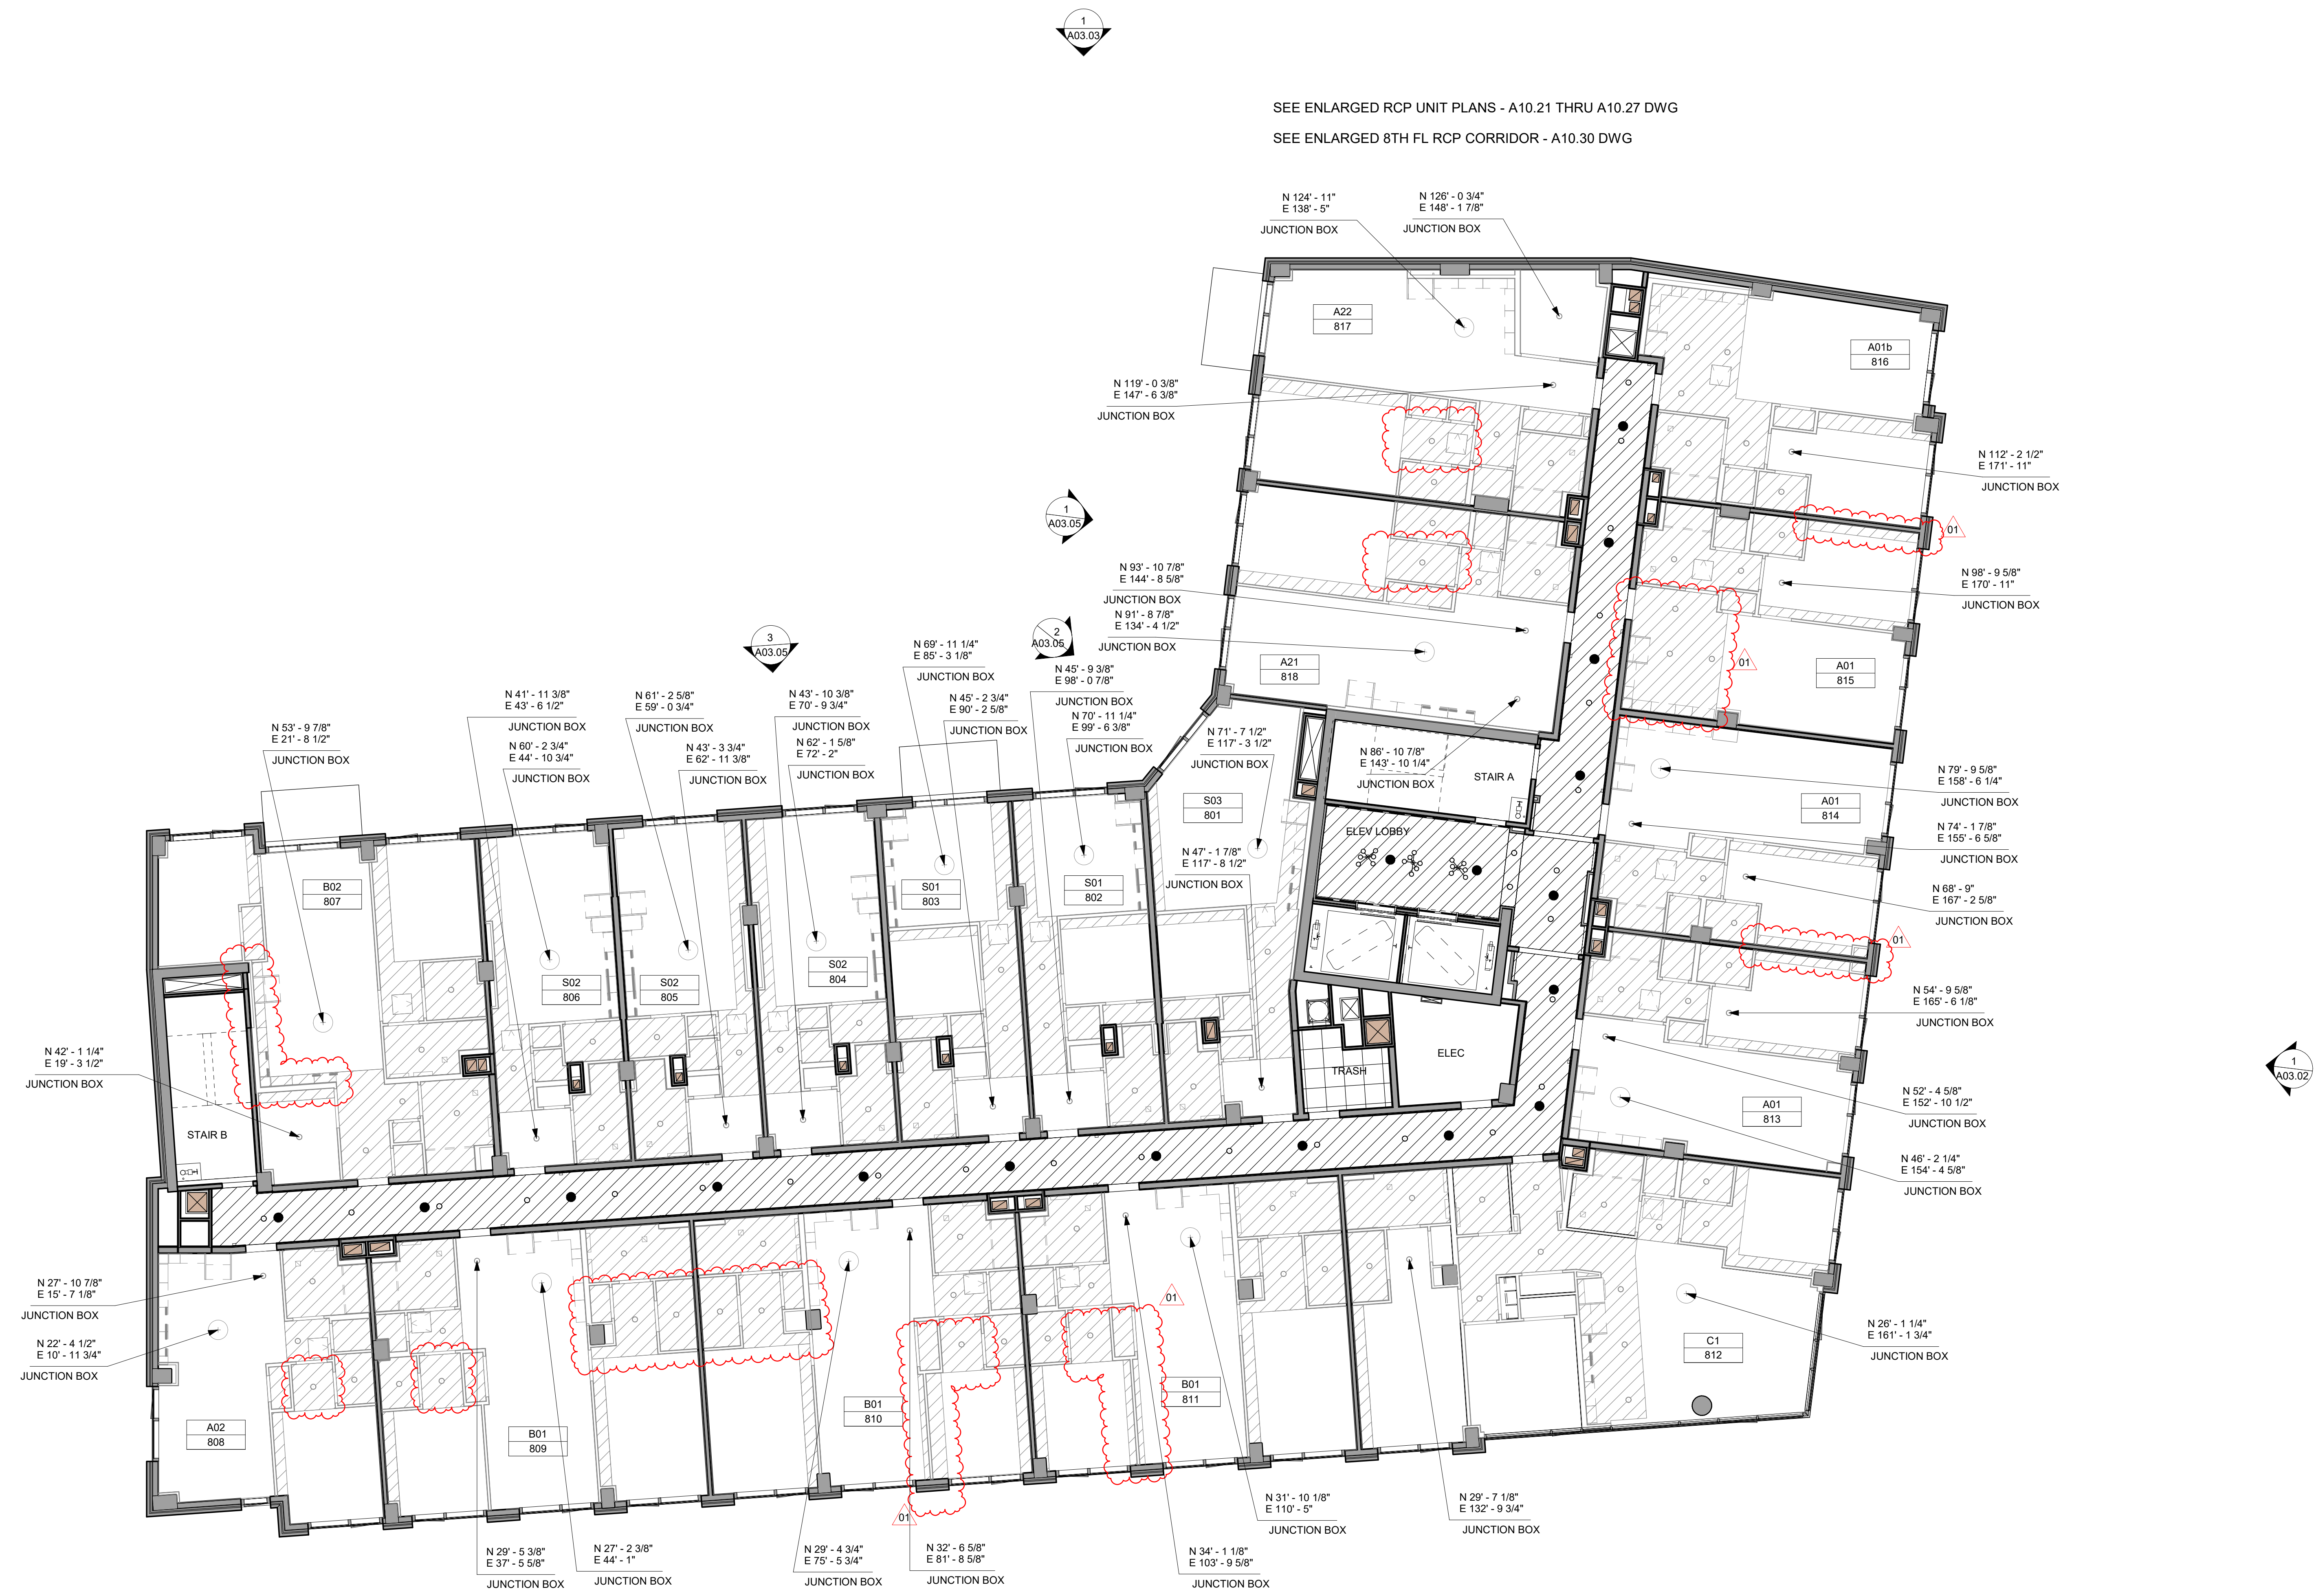 1
A03.03
SEE ENLARGED RCP UNIT PLANS - A10.21 THRU A10.27 DWG
SEE ENLARGED 8TH FL RCP CORRIDOR - A10.30 DWG
N 124' - 11"
E 138' - 5"
JUNCTION BOX
N 126' - 0 3/4"
E 148' - 1 7/8"
JUNCTION BOX
A22
817
A01b
816
N 119' - 0 3/8"
E 147' - 6 3/8"
JUNCTION BOX
N 112' - 2 1/2"
E 171' - 11"
JUNCTION BOX
1
A03.05
01
N 93' - 10 7/8"
E 144' - 8 5/8"
JUNCTION BOX
N 98' - 9 5/8"
E 170' - 11"
JUNCTION BOX
N 91' - 8 7/8"
E 134' - 4 1/2"
JUNCTION BOX
3
A03.05
2
A03.05
A21
818
01
A01
815
N 69' - 11 1/4"
E 85' - 3 1/8"
JUNCTION BOX
N 45' - 9 3/8"
E 98' - 0 7/8"
JUNCTION BOX
N 41' - 11 3/8"
E 43' - 6 1/2"
JUNCTION BOX
N 61' - 2 5/8"
E 59' - 0 3/4"
JUNCTION BOX
N 43' - 10 3/8"
E 70' - 9 3/4"
JUNCTION BOX
N 45' - 2 3/4"
E 90' - 2 5/8"
JUNCTION BOX
N 70' - 11 1/4"
E 99' - 6 3/8"
JUNCTION BOX
N 53' - 9 7/8"
E 21' - 8 1/2"
JUNCTION BOX
N 60' - 2 3/4"
E 44' - 10 3/4"
JUNCTION BOX
N 43' - 3 3/4"
E 62' - 11 3/8"
JUNCTION BOX
N 62' - 1 5/8"
E 72' - 2"
JUNCTION BOX
N 71' - 7 1/2"
E 117' - 3 1/2"
JUNCTION BOX
N 86' - 10 7/8"
E 143' - 10 1/4"
JUNCTION BOX
STAIR A
N 79' - 9 5/8"
E 158' - 6 1/4"
JUNCTION BOX
S03
801
A01
814
ELEV LOBBY
N 74' - 1 7/8"
E 155' - 6 5/8"
JUNCTION BOX
N 47' - 1 7/8"
E 117' - 8 1/2"
JUNCTION BOX
B02
807
S01
803
S01
802
N 68' - 9"
E 167' - 2 5/8"
JUNCTION BOX
01
S02
806
S02
805
S02
804
N 54' - 9 5/8"
E 165' - 6 1/8"
JUNCTION BOX
N 42' - 1 1/4"
E 19' - 3 1/2"
JUNCTION BOX
ELEC
TRASH
1
A03.02
N 52' - 4 5/8"
E 152' - 10 1/2"
JUNCTION BOX
A01
813
STAIR B
N 46' - 2 1/4"
E 154' - 4 5/8"
JUNCTION BOX
N 27' - 10 7/8"
E 15' - 7 1/8"
JUNCTION BOX
01
N 26' - 1 1/4"
E 161' - 1 3/4"
JUNCTION BOX
N 22' - 4 1/2"
E 10' - 11 3/4"
JUNCTION BOX
C1
812
B01
811
B01
810
A02
808
B01
809
01
N 31' - 10 1/8"
E 110' - 5"
JUNCTION BOX
N 29' - 7 1/8"
E 132' - 9 3/4"
JUNCTION BOX
N 29' - 5 3/8"
E 37' - 5 5/8"
JUNCTION BOX
N 27' - 2 3/8"
E 44' - 1"
JUNCTION BOX
N 29' - 4 3/4"
E 75' - 5 3/4"
JUNCTION BOX
N 32' - 6 5/8"
E 81' - 8 5/8"
JUNCTION BOX
N 34' - 1 1/8"
E 103' - 9 5/8"
JUNCTION BOX